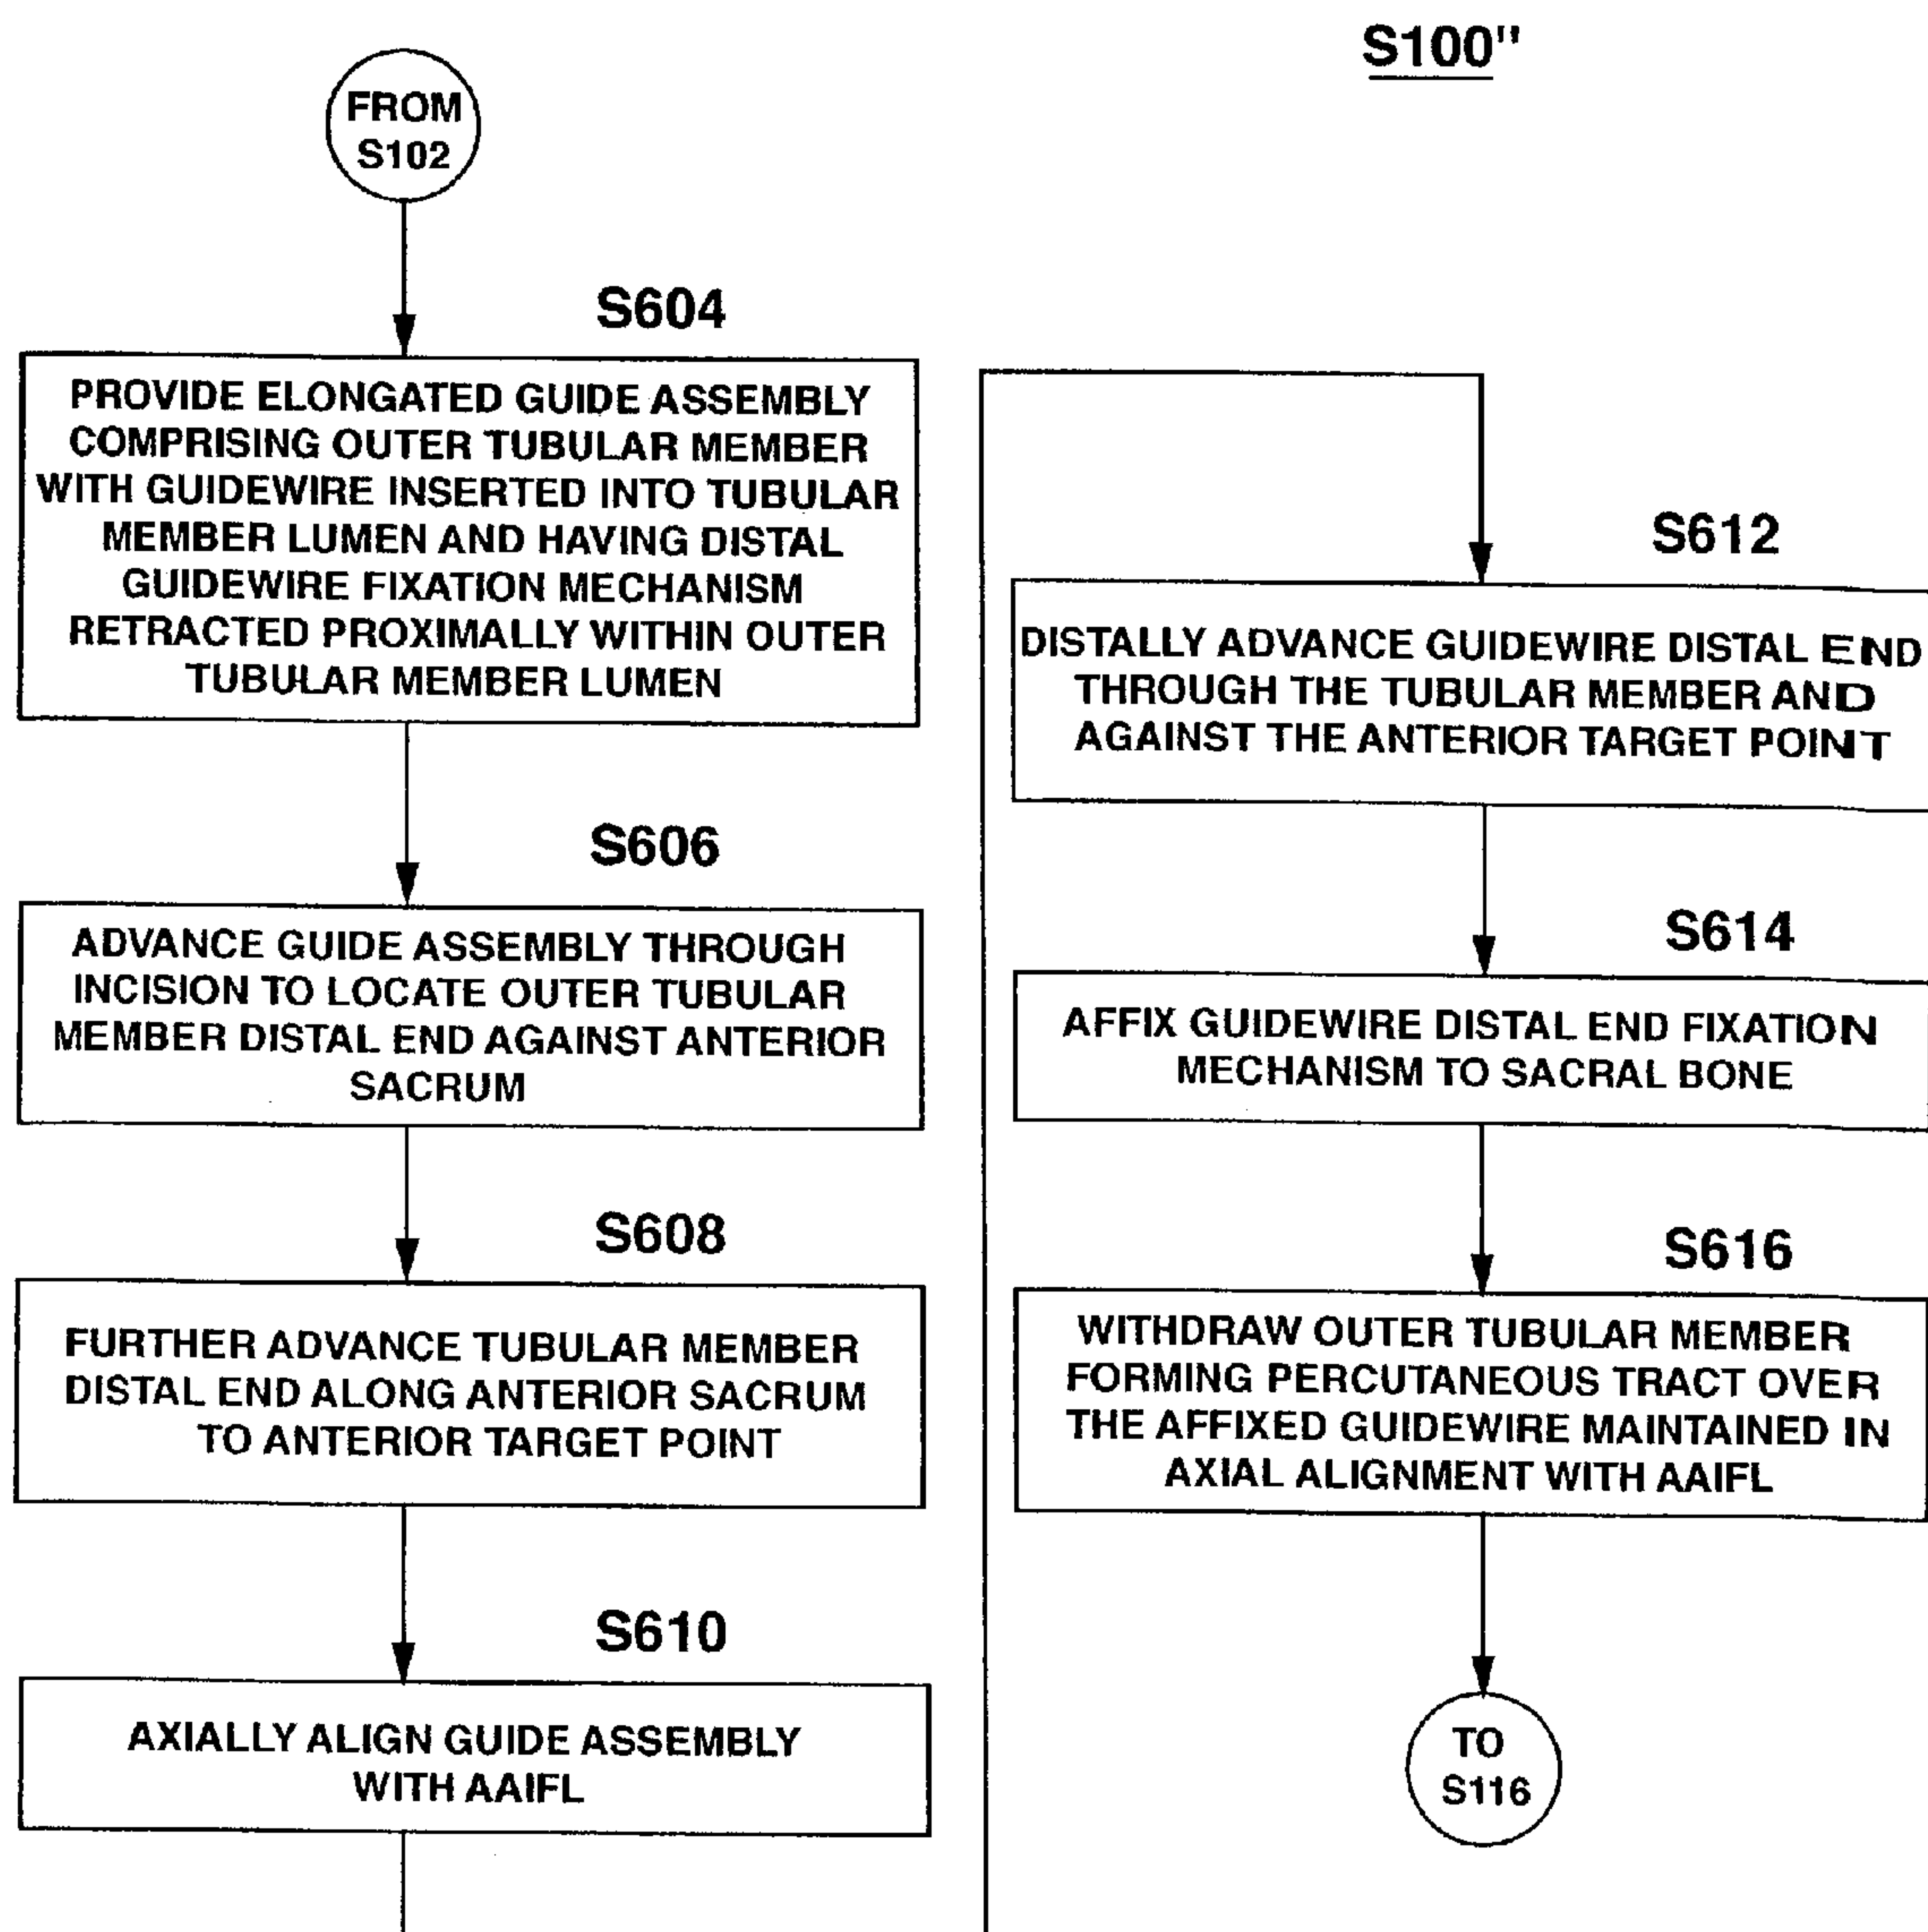 S100"
FROM
S102
S604
PROVIDE ELONGATED GUIDE ASSEMBLY
COMPRISING OUTER TUBULAR MEMBER
WITH GUIDEWIRE INSERTED INTO TUBULAR
MEMBER LUMEN AND HAVING DISTAL
GUIDEWIRE FIXATION MECHANISM
RETRACTED PROXIMALLY WITHIN OUTER
TUBULAR MEMBER LUMEN
S606
ADVANCE GUIDE ASSEMBLY THROUGH
INCISION TO LOCATE OUTER TUBULAR
MEMBER DISTAL END AGAINST ANTERIOR
SACRUM
S608
FURTHER ADVANCE TUBULAR MEMBER
DISTAL END ALONG ANTERIOR SACRUM
TO ANTERIOR TARGET POINT
S610
AXIALLY ALIGN GUIDE ASSEMBLY
WITH AAIFL
S612
DISTALLY ADVANCE GUIDEWIRE DISTAL END
THROUGH THE TUBULAR MEMBER AND
AGAINST THE ANTERIOR TARGET POINT
S614
AFFIX GUIDEWIRE DISTAL END FIXATION
MECHANISM TO SACRAL BONE
S616
WITHDRAW OUTER TUBULAR MEMBER
FORMING PERCUTANEOUS TRACT OVER
THE AFFIXED GUIDEWIRE MAINTAINED IN
AXIAL ALIGNMENT WITH AAIFL
TO
S116